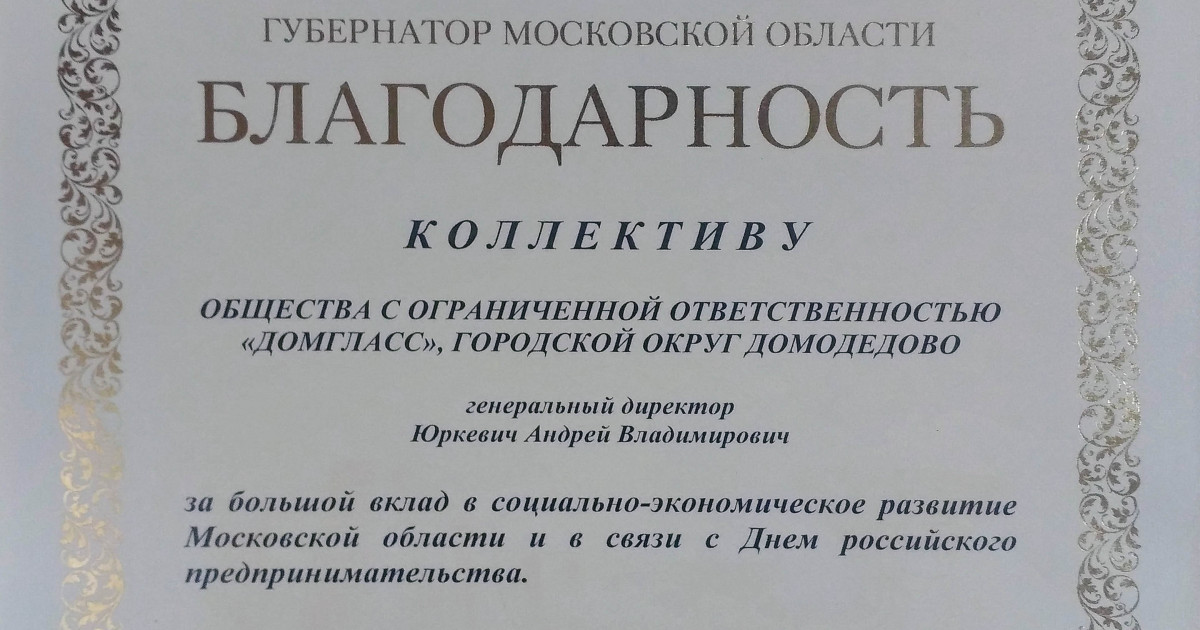 ГУБЕРНАТОР МОСКОВСКОЙ ОБЛАСТИ
БЛАГОДАРНОСТЬ
КОЛЛЕКТИВУ
ОБЩЕСТВА С ОГРАНИЧЕННОЙ ОТВЕТСТВЕННОСТЬЮ
«ДОМГЛАСС», ГОРОДСКОЙ ОКРУГ ДОМОДЕДОВО
генеральный директор
Юркевич Андрей Владимирович
за большой вклад в социально-экономическое развитие
Московской области и в связи с Днем российского
предпринимательства.